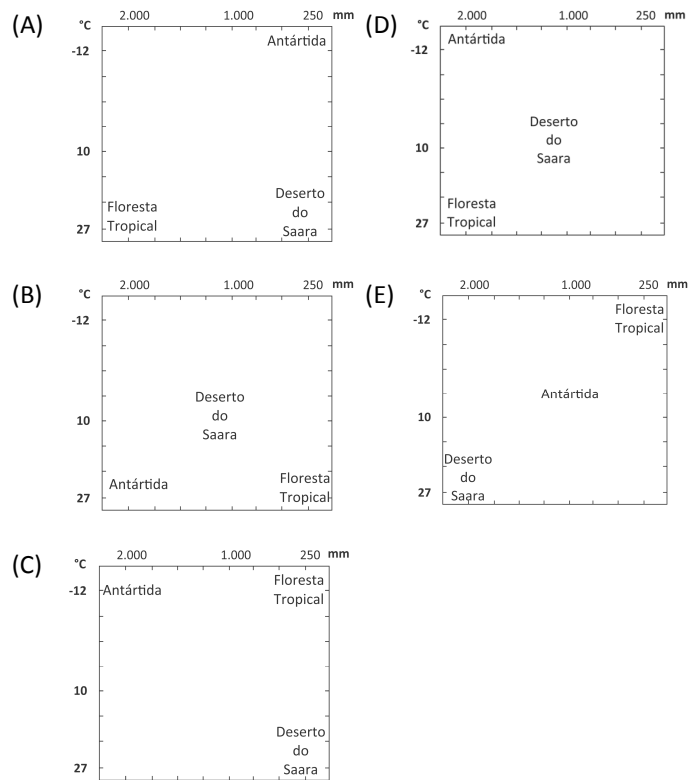 (A)
°C 2.000 1.000 250 mm
Antártida
-12
10
Floresta
Tropical
Deserto
do
Saara
27
(B)
°C 2.000 1.000 250 mm
-12
Deserto
do
Saara
10
Antártida
Floresta
Tropical
27
(C)
°C 2.000 1.000 250 mm
-12
Antártida
Floresta
Tropical
10
Deserto
do
Saara
27
(D)
°C 2.000 1.000 250 mm
Antártida
-12
Deserto
do
Saara
10
Floresta
Tropical
27
(E)
°C 2.000 1.000 250 mm
Floresta
Tropical
-12
Antártida
10
Deserto
do
Saara
27